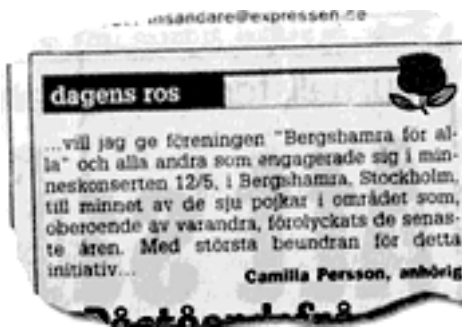 insandare@expressen.se
dagens ros
...vill jag ge föreningen "Bergshamra för al-
la" och alla andra som engagerade sig i min-
neskonserten 12/5, i Bergshamra, Stockholm,
till minnet av de sju pojkar i området som,
oberoende av varandra, förolyckats de senas-
te åren. Med största beundran för detta
initiativ...
Camilla Persson, anhörig